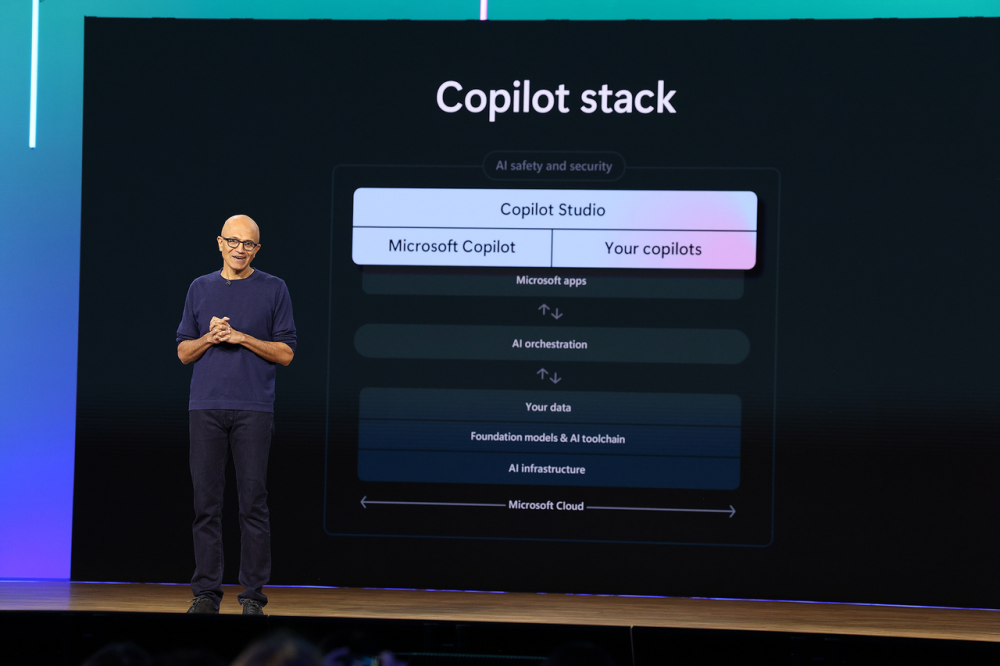 Copilot stack
AI safety and security
Copilot Studio
Microsoft Copilot
Your copilots
Microsoft apps
AI orchestration
Your data
Foundation models & AI toolchain
AI infrastructure
Microsoft Cloud